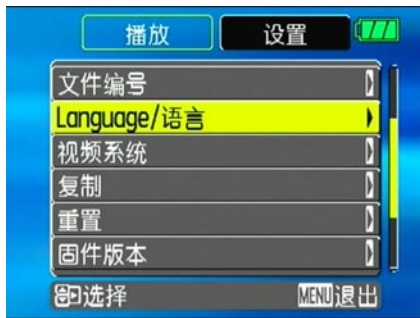 播放 设置
文件编号
Language/语言
视频系统
复制
重置
固件版本
选择 MENU退出